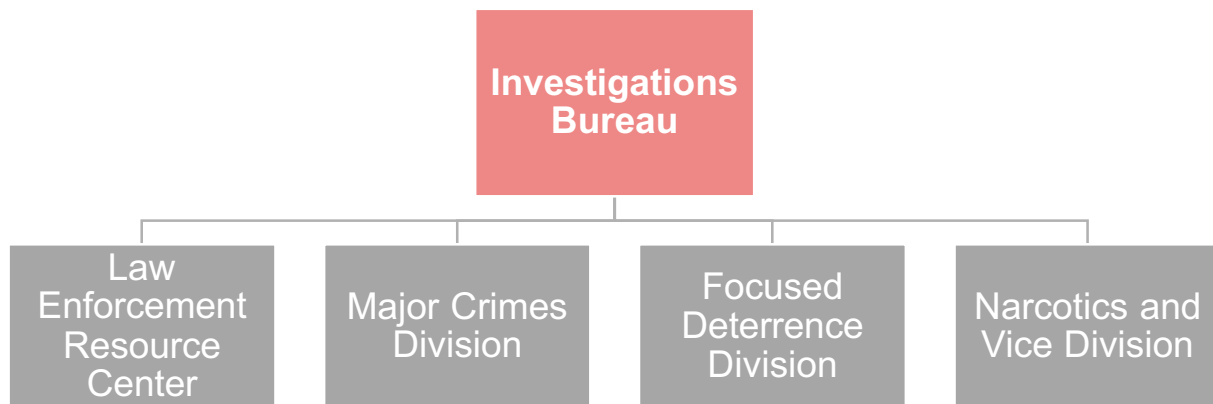 Investigations
Bureau
Law
Enforcement
Resource
Center
Major Crimes
Division
Focused
Deterrence
Division
Narcotics and
Vice Division